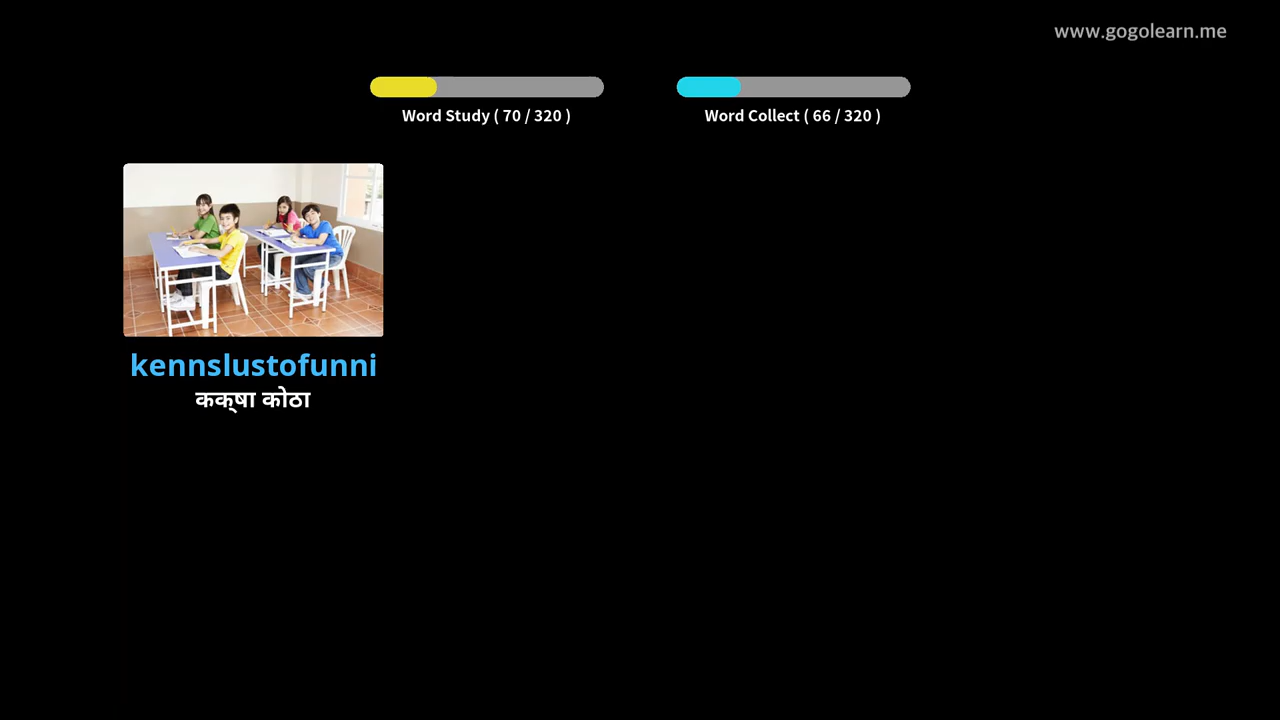 www.gogolearn.me
Word Study ( 70 / 320 )
Word Collect ( 66 / 320 )
kennslustofunni
कक्षा कोठा